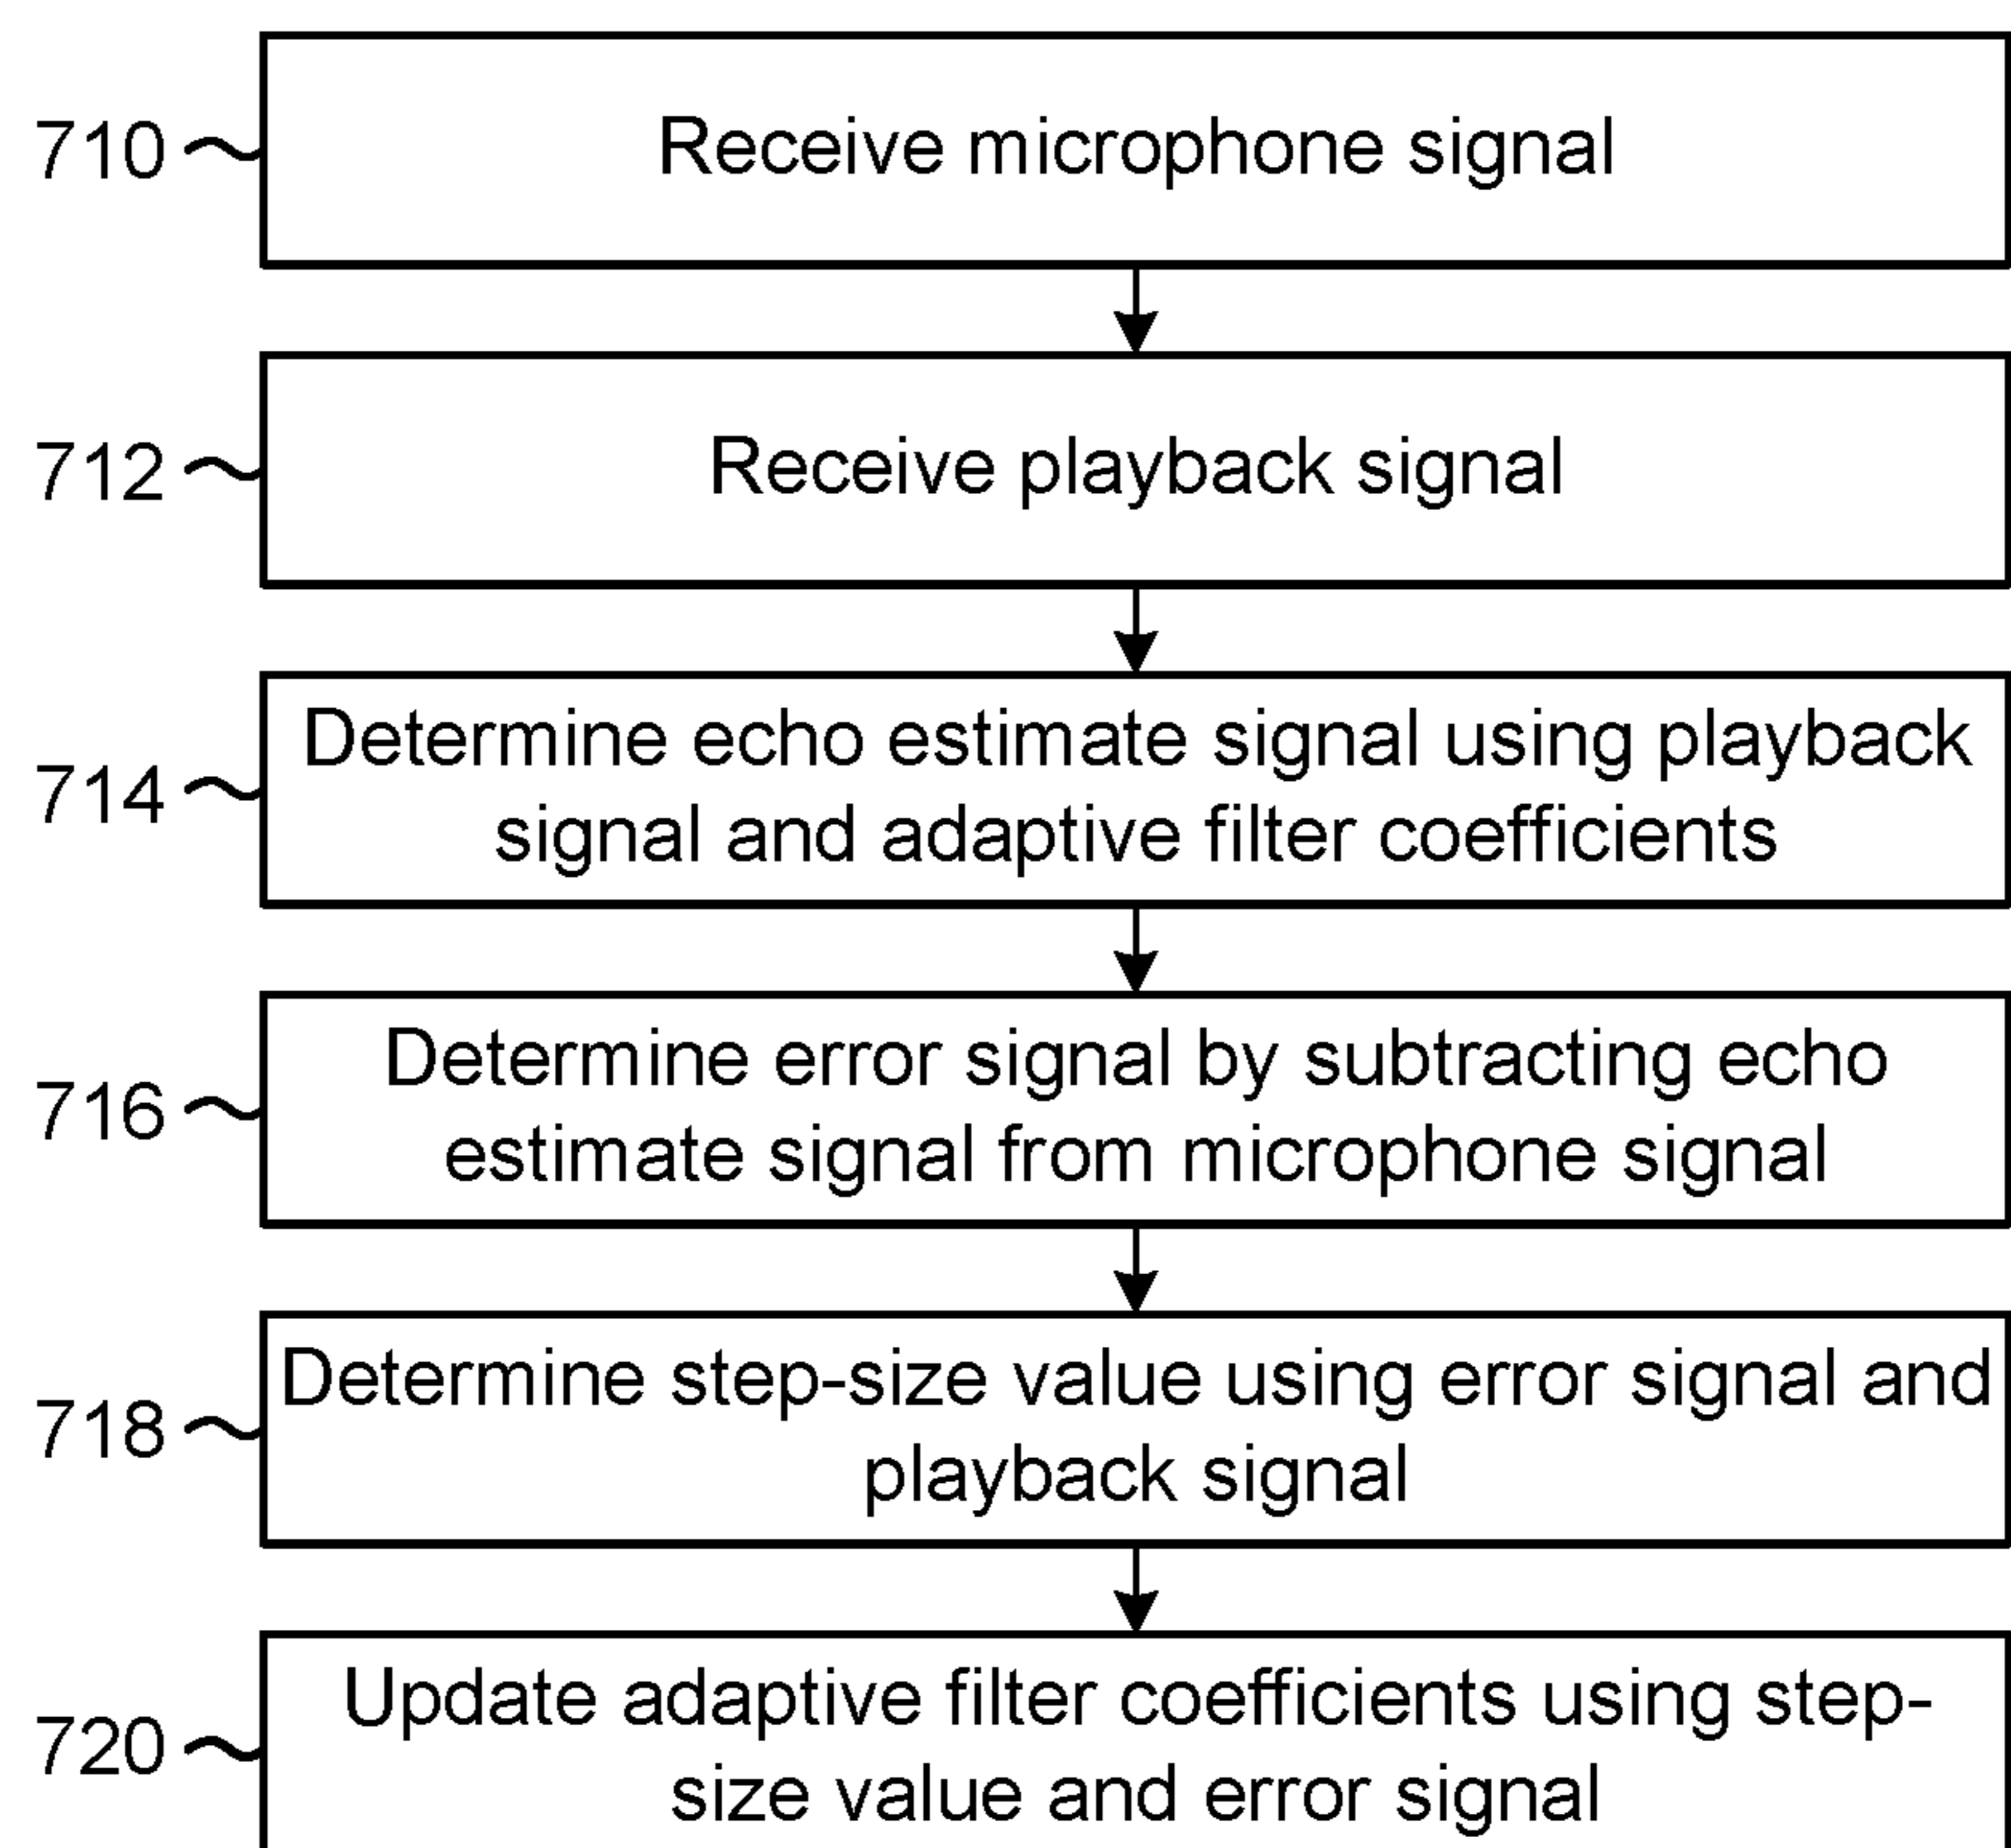 710
Receive microphone signal
712
Receive playback signal
714
Determine echo estimate signal using playback
signal and adaptive filter coefficients
716
Determine error signal by subtracting echo
estimate signal from microphone signal
718
Determine step-size value using error signal and
playback signal
720
Update adaptive filter coefficients using step-
size value and error signal